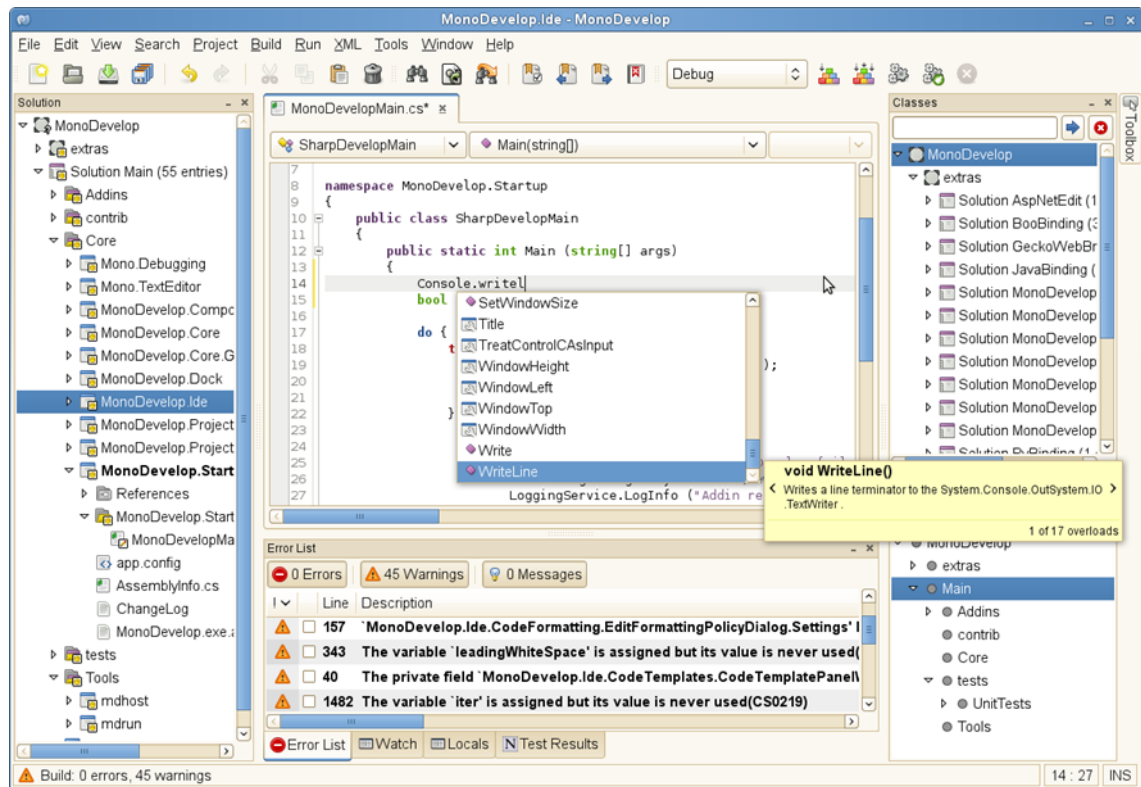 MonoDevelop.Ide - MonoDevelop
File Edit View Search Project Build Run XML Tools Window Help
Debug
Solution
MonoDevelop
extras
Solution Main (55 entries)
Addins
contrib
Core
Mono.Debugging
Mono.TextEditor
MonoDevelop.Compc
MonoDevelop.Core
MonoDevelop.Core.G
MonoDevelop.Dock
MonoDevelop.Ide
MonoDevelop.Project
MonoDevelop.Project
MonoDevelop.Start
References
MonoDevelop.Start
MonoDevelopMa
app.config
AssemblyInfo.cs
ChangeLog
MonoDevelop.exe.
tests
Tools
mdhost
mdrun
MonoDevelopMain.cs*
SharpDevelopMain Main(string[])
7
8 namespace MonoDevelop.Startup
9 {
10 public class SharpDevelopMain
11 {
12 public static int Main (string[] args)
13 {
14 Console.writel
15 bool
16
17 do {
18 t
19 );
20
21
22 }
23
24
25
26
27 LoggingService.LogInfo ("Addin re
SetWindowSize
Title
TreatControlCAsInput
WindowHeight
WindowLeft
WindowTop
WindowWidth
Write
WriteLine
void WriteLine()
Writes a line terminator to the System.Console.OutSystem.IO
.TextWriter .
1 of 17 overloads
Error List
0 Errors 45 Warnings 0 Messages
! Line Description
157 `MonoDevelop.Ide.CodeFormatting.EditFormattingPolicyDialog.Settings'
343 The variable `leadingWhiteSpace' is assigned but its value is never used(
40 The private field `MonoDevelop.Ide.CodeTemplates.CodeTemplatePanel
1482 The variable `iter' is assigned but its value is never used(CS0219)
Error List Watch Locals Test Results
Classes
Toolbox
MonoDevelop
extras
Solution AspNetEdit (1
Solution BooBinding (3
Solution GeckoWebBr
Solution JavaBinding (
Solution MonoDevelop
Solution MonoDevelop
Solution MonoDevelop
Solution MonoDevelop
Solution MonoDevelop
Solution MonoDevelop
Solution MonoDevelop
Solution PyBinding (1
MonoDevelop
extras
Main
Addins
contrib
Core
tests
UnitTests
Tools
Build: 0 errors, 45 warnings
14 : 27 INS